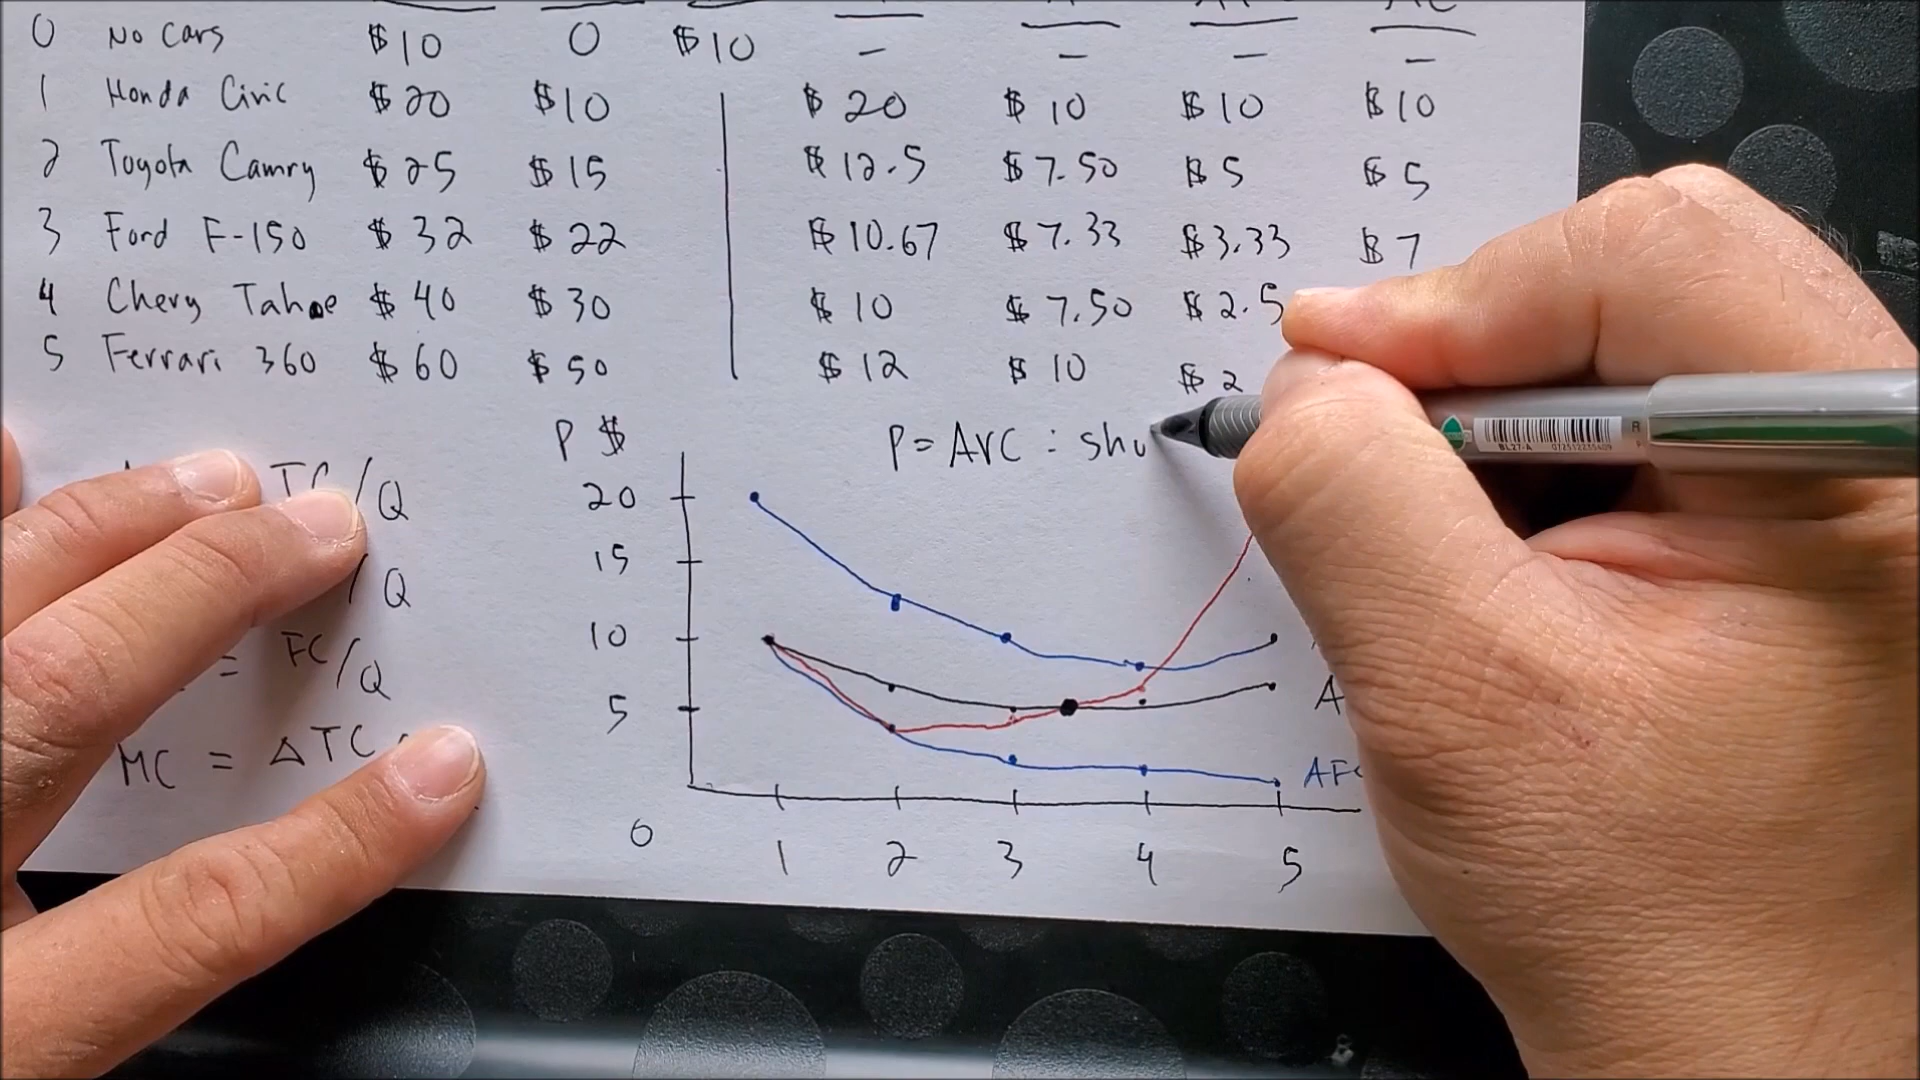 0 No Cars $10 0 $10 - - - -
1 Honda Civic $20 $10 $20 $10 $10 $10
2 Toyota Camry $25 $15 $12.5 $7.50 $5 $5
3 Ford F-150 $32 $22 $10.67 $7.33 $3.33 $7
4 Chevy Tahoe $40 $30 $10 $7.50 $2.5
5 Ferrari 360 $60 $50 $12 $10 $2
P $
P = AVC : shu
TC/Q
/Q
= FC/Q
MC = ΔTC
20
15
10
5
0 1 2 3 4 5
A
AFC
BL27-A 072512235409
R